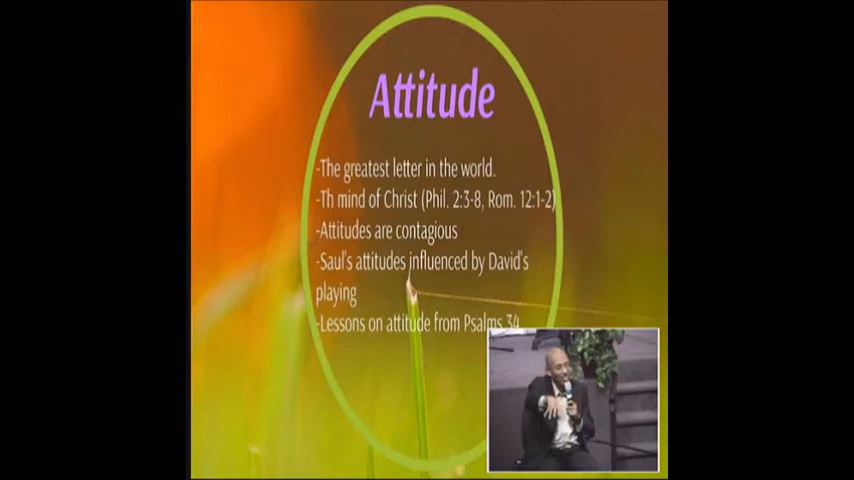 Attitude
-The greatest letter in the world.
-Th mind of Christ (Phil. 2:3-8, Rom. 12:1-2)
-Attitudes are contagious
-Saul's attitudes influenced by David's
playing
-Lessons on attitude from Psalms 34